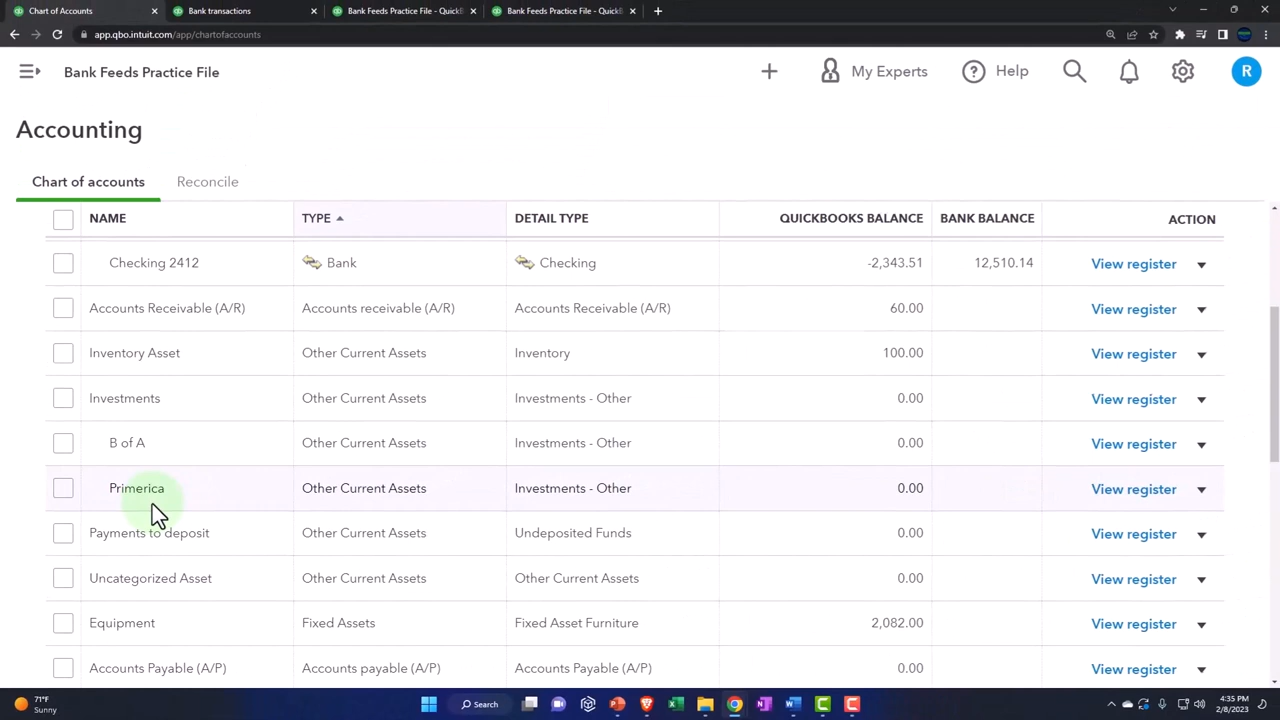 Chart of Accounts
Bank transactions
Bank Feeds Practice File - QuickB
Bank Feeds Practice File - QuickB
app.qbo.intuit.com/app/chartofaccounts
Bank Feeds Practice File
My Experts
Help
R
Accounting
Chart of accounts
Reconcile
NAME TYPE DETAIL TYPE QUICKBOOKS BALANCE BANK BALANCE ACTION
Checking 2412 Bank Checking -2,343.51 12,510.14 View register
Accounts Receivable (A/R) Accounts receivable (A/R) Accounts Receivable (A/R) 60.00 View register
Inventory Asset Other Current Assets Inventory 100.00 View register
Investments Other Current Assets Investments - Other 0.00 View register
B of A Other Current Assets Investments - Other 0.00 View register
Primerica Other Current Assets Investments - Other 0.00 View register
Payments to deposit Other Current Assets Undeposited Funds 0.00 View register
Uncategorized Asset Other Current Assets Other Current Assets 0.00 View register
Equipment Fixed Assets Fixed Asset Furniture 2,082.00 View register
Accounts Payable (A/P) Accounts payable (A/P) Accounts Payable (A/P) 0.00 View register
71°F
Sunny
Search
4:35 PM
2/8/2023